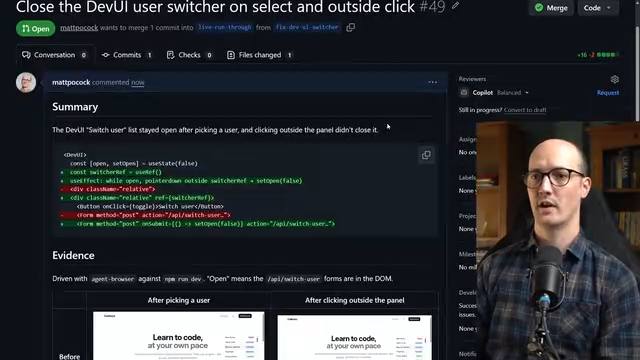 Close the DevUI user switcher on select and outside click #49
Merge
Code
Open
mattpocock wants to merge 1 commit into live-run-through from fix-dev-ui-switcher
Conversation 0
Commits 1
Checks 0
Files changed 1
+16 -2
mattpocock commented now
Reviewers
Copilot Balanced
Request
Still in progress? Convert to draft
Summary
The DevUI "Switch user" list stayed open after picking a user, and clicking outside the panel didn't close it.
<DevUI>
const [open, setOpen] = useState(false)
+ const switcherRef = useRef()
+ useEffect: while open, pointerdown outside switcherRef → setOpen(false)
- <div className="relative">
+ <div className="relative" ref={switcherRef}>
<Button onClick={toggle}>Switch user</Button>
- <Form method="post" action="/api/switch-user…">
+ <Form method="post" onSubmit={() => setOpen(false)} action="/api/switch-user…">
Evidence
Driven with agent-browser against npm run dev. "Open" means the /api/switch-user forms are in the DOM.
After picking a user
After clicking outside the panel
Before
Learn to code,
at your own pace
Learn to code,
at your own pace
No